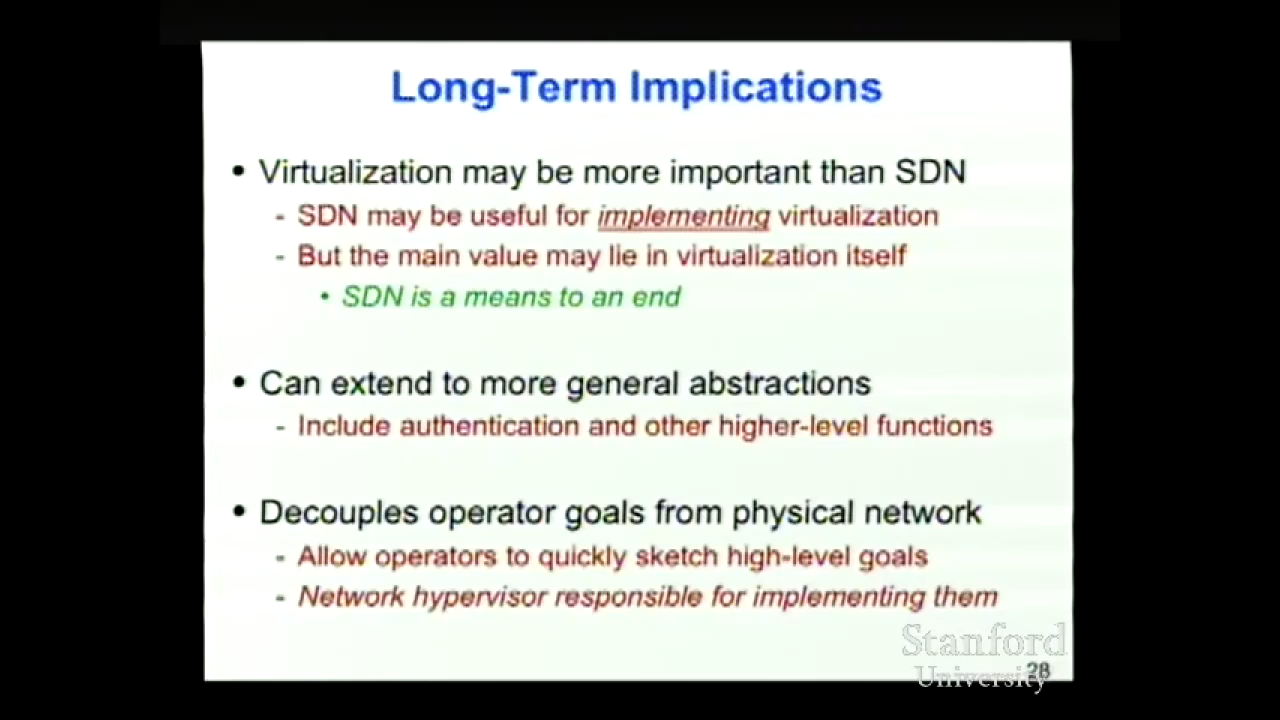 Long-Term Implications
• Virtualization may be more important than SDN
- SDN may be useful for implementing virtualization
- But the main value may lie in virtualization itself
• SDN is a means to an end
• Can extend to more general abstractions
- Include authentication and other higher-level functions
• Decouples operator goals from physical network
- Allow operators to quickly sketch high-level goals
- Network hypervisor responsible for implementing them
Stanford
University
28